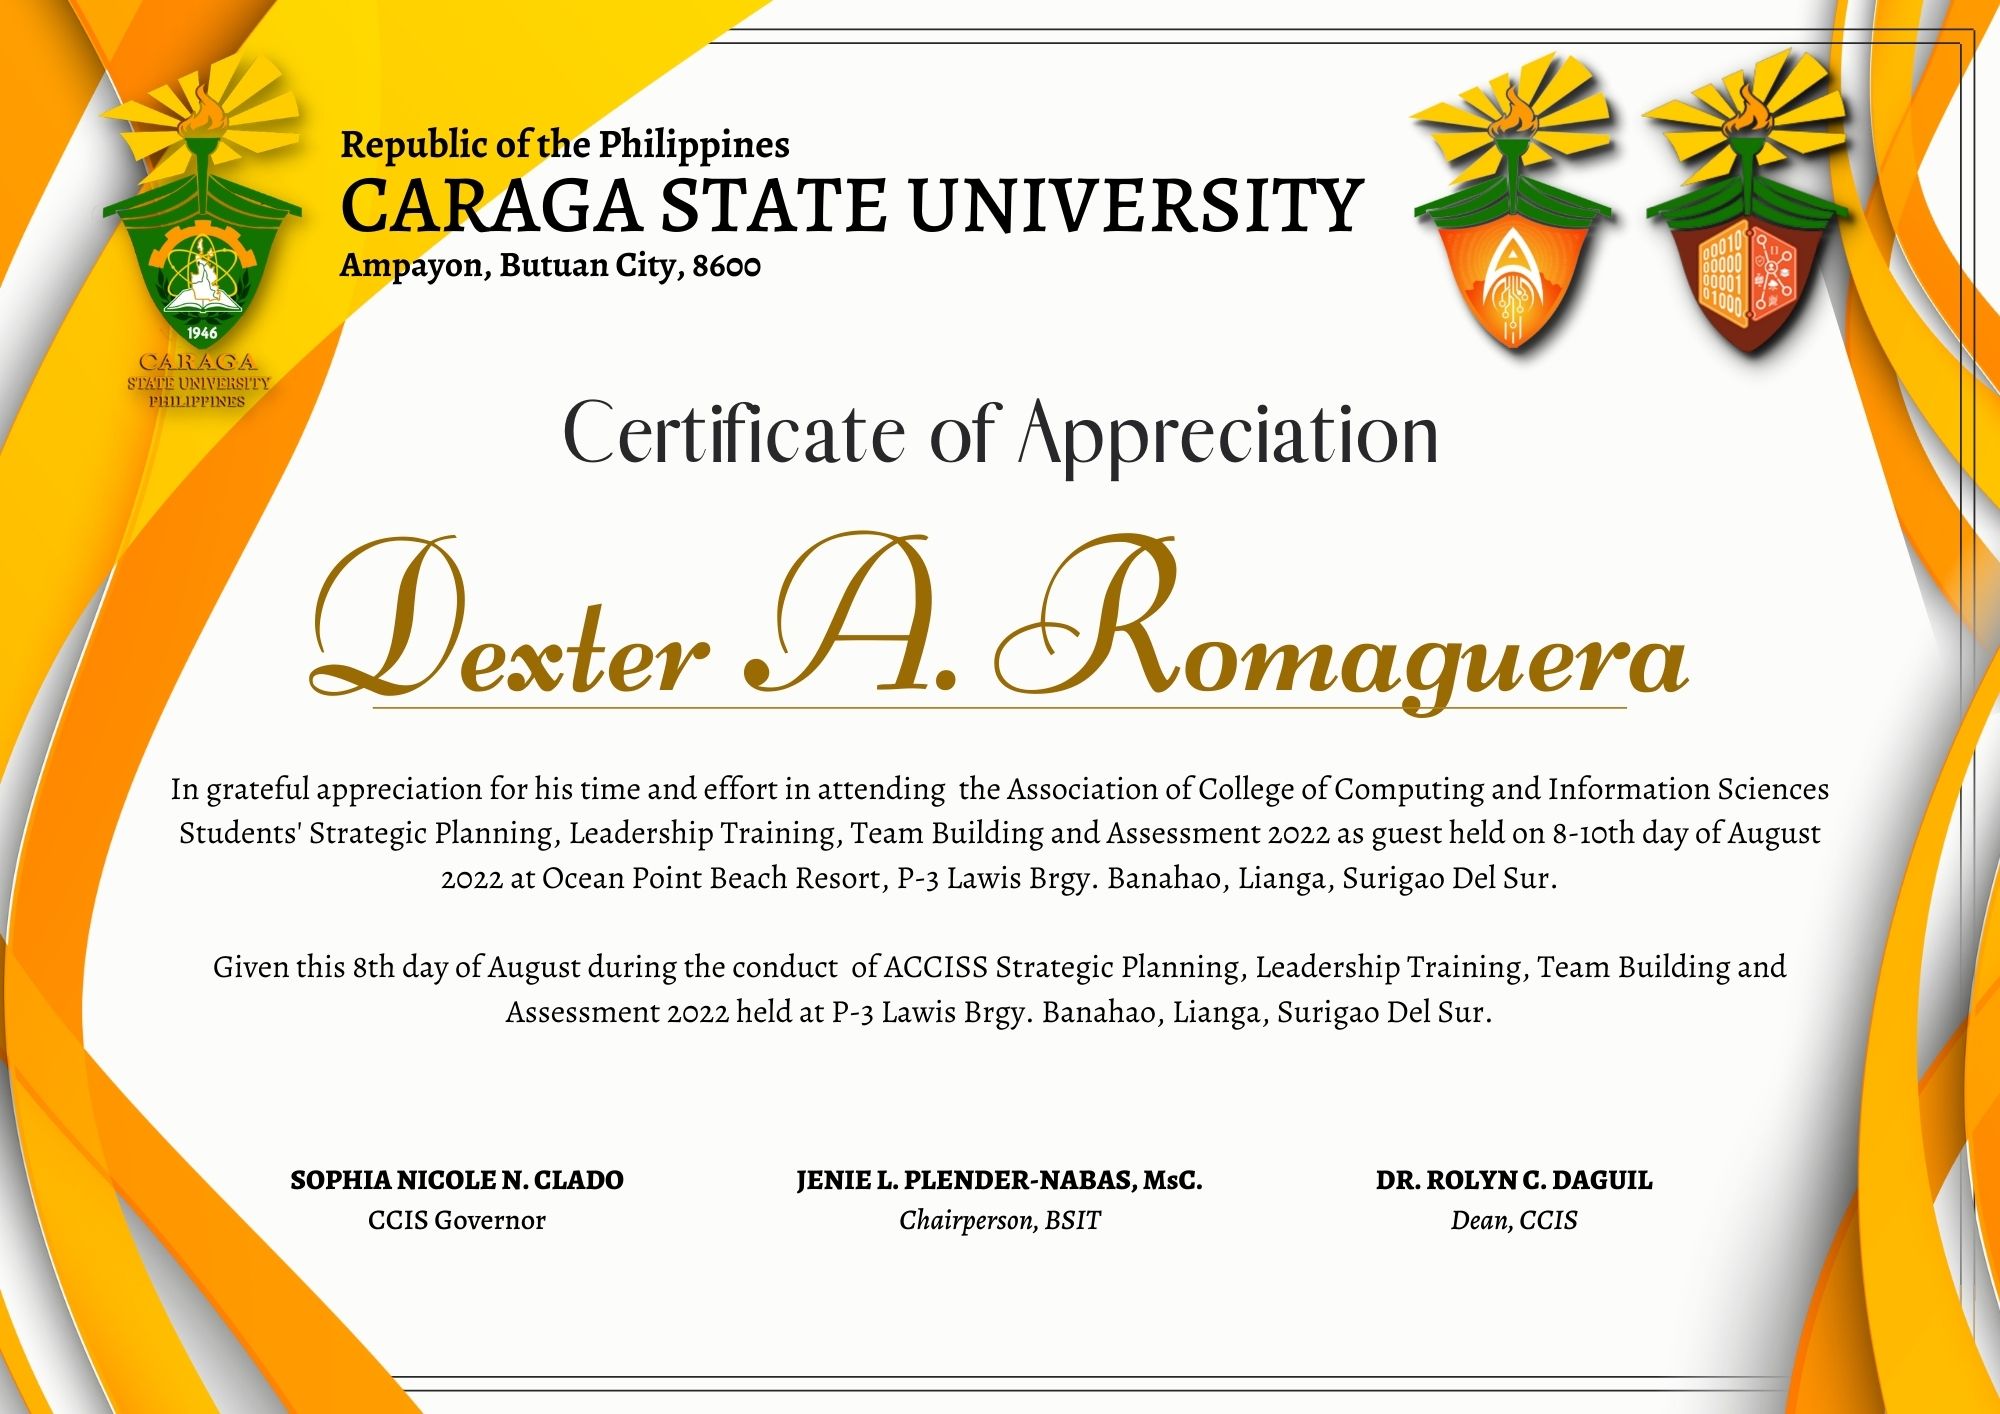 Republic of the Philippines
CARAGA STATE UNIVERSITY
Ampayon, Butuan City, 8600
1946
CARAGA
STATE UNIVERSITY
PHILIPPINES
Certificate of Appreciation
Dexter A. Romaguera
In grateful appreciation for his time and effort in attending  the Association of College of Computing and Information Sciences
Students' Strategic Planning, Leadership Training, Team Building and Assessment 2022 as guest held on 8-10th day of August
2022 at Ocean Point Beach Resort, P-3 Lawis Brgy. Banahao, Lianga, Surigao Del Sur.
Given this 8th day of August during the conduct  of ACCISS Strategic Planning, Leadership Training, Team Building and
Assessment 2022 held at P-3 Lawis Brgy. Banahao, Lianga, Surigao Del Sur.
SOPHIA NICOLE N. CLADO
CCIS Governor
JENIE L. PLENDER-NABAS, MsC.
Chairperson, BSIT
DR. ROLYN C. DAGUIL
Dean, CCIS